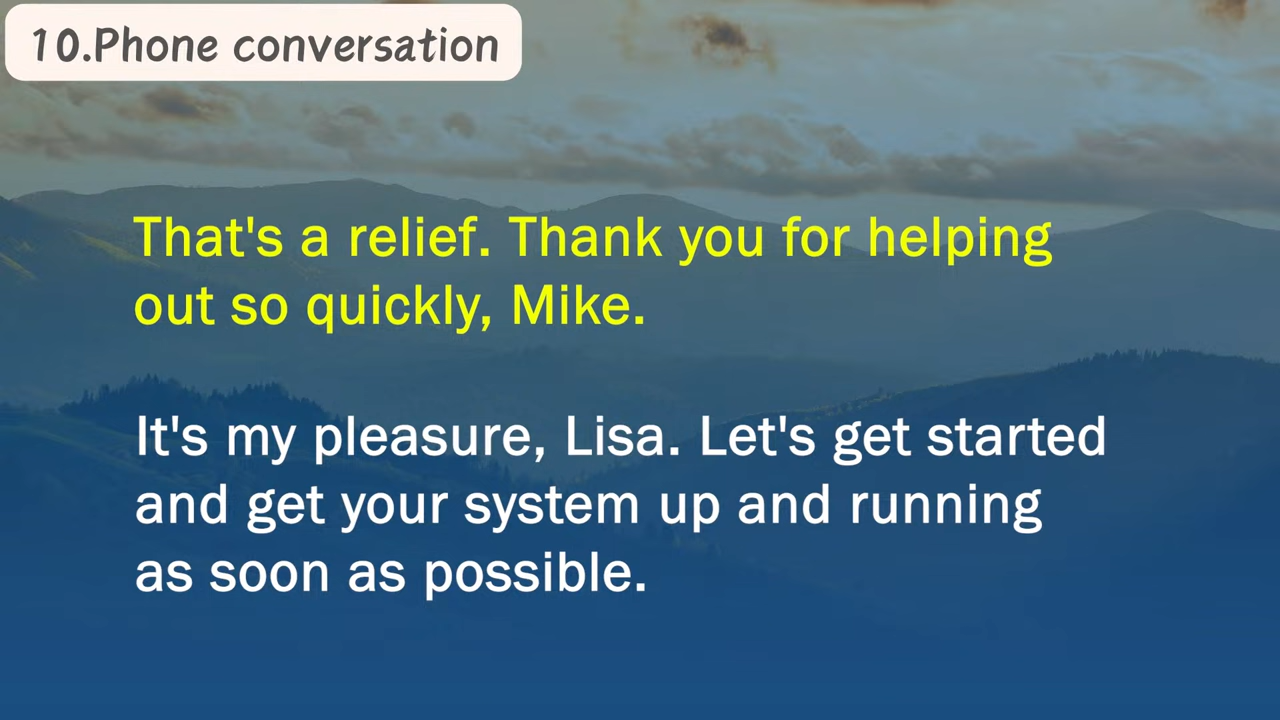 10.Phone conversation
That's a relief. Thank you for helping
out so quickly, Mike.
It's my pleasure, Lisa. Let's get started
and get your system up and running
as soon as possible.